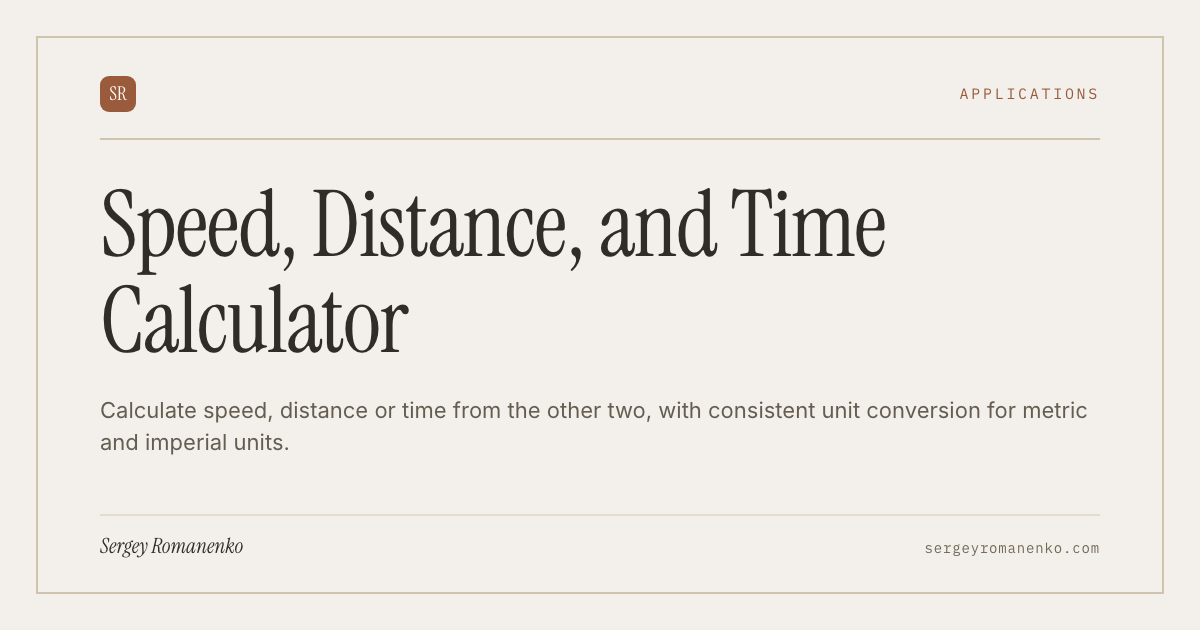 SR
APPLICATIONS
Speed, Distance, and Time
Calculator
Calculate speed, distance or time from the other two, with consistent unit conversion for metric
and imperial units.
Sergey Romanenko
sergeyromanenko.com